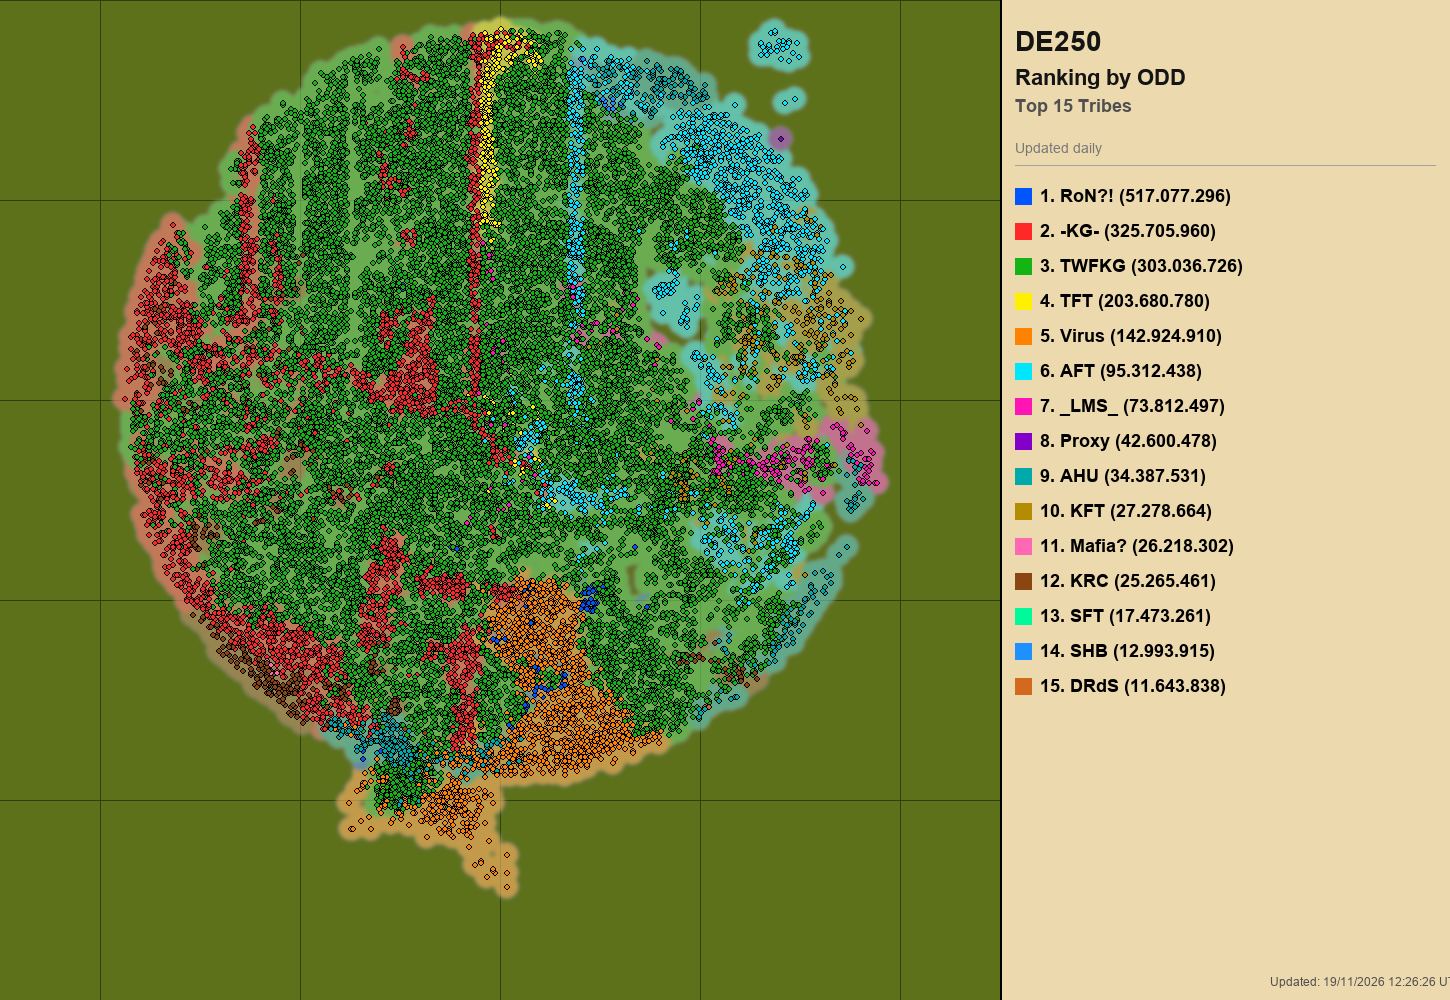 DE250
Ranking by ODD
Top 15 Tribes
Updated daily
1. RoN?! (517.077.296)
2. -KG- (325.705.960)
3. TWFKG (303.036.726)
4. TFT (203.680.780)
5. Virus (142.924.910)
6. AFT (95.312.438)
7. _LMS_ (73.812.497)
8. Proxy (42.600.478)
9. AHU (34.387.531)
10. KFT (27.278.664)
11. Mafia? (26.218.302)
12. KRC (25.265.461)
13. SFT (17.473.261)
14. SHB (12.993.915)
15. DRdS (11.643.838)
Updated: 19/11/2026 12:26:26 U